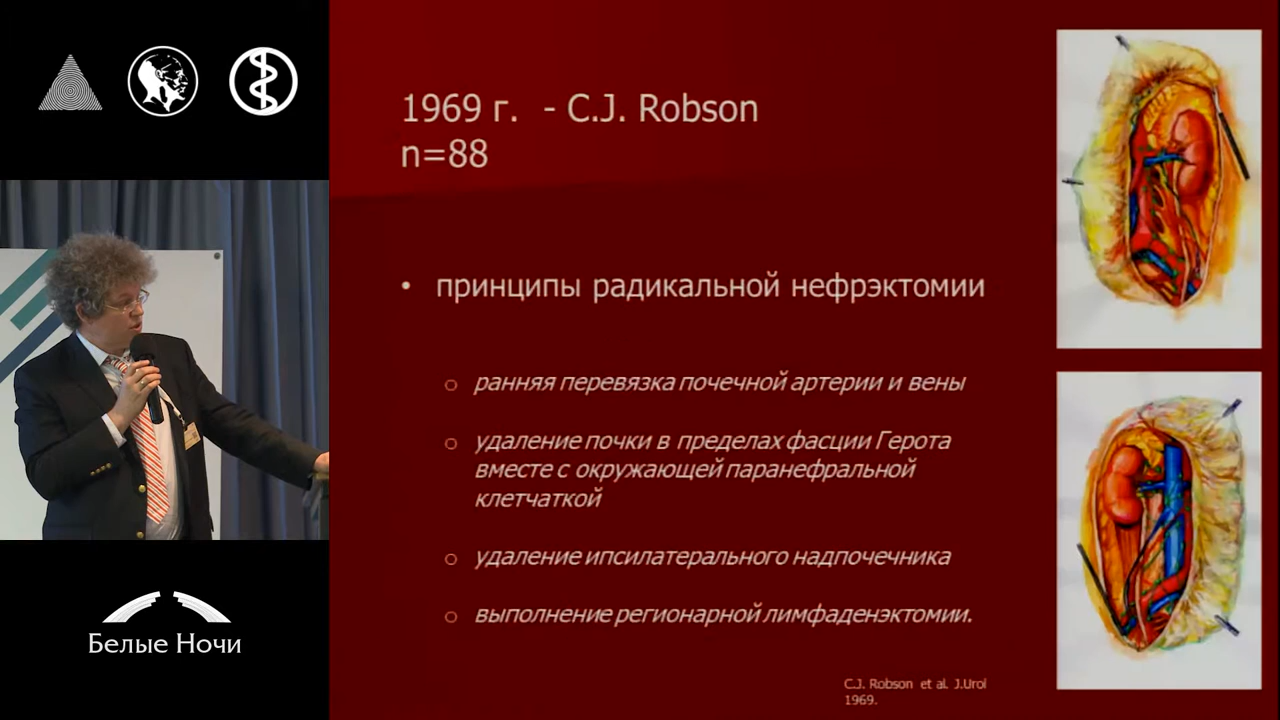 1969 г. - C.J. Robson
n=88
• принципы радикальной нефрэктомии
o ранняя перевязка почечной артерии и вены
o удаление почки в пределах фасции Герота
вместе с окружающей паранефральной
клетчаткой
o удаление ипсилатерального надпочечника
o выполнение регионарной лимфаденэктомии.
C.J. Robson et al. J.Urol
1969.
Белые Ночи